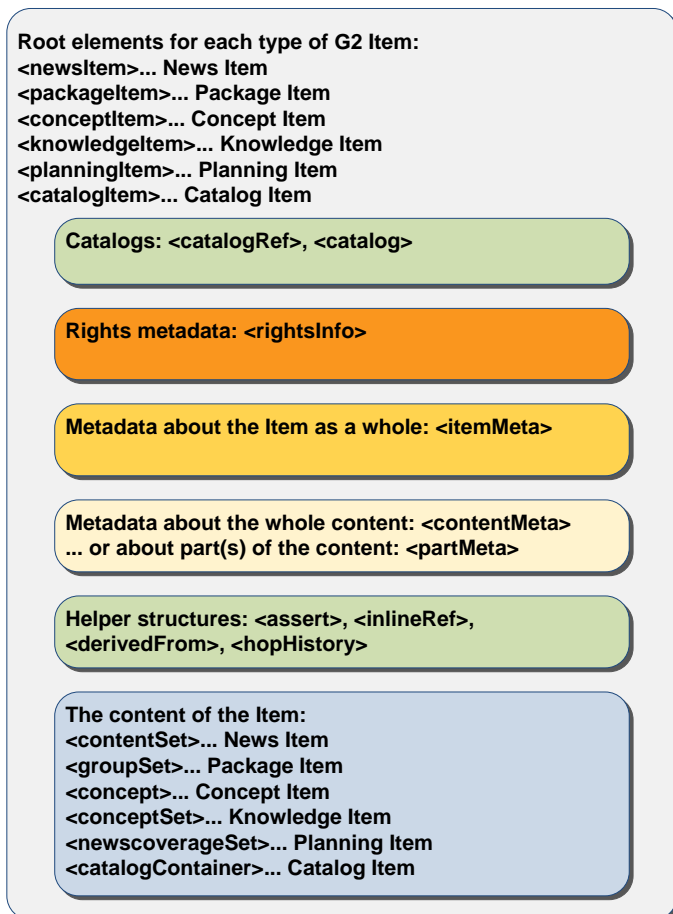 Root elements for each type of G2 Item:
<newsItem>... News Item
<packageItem>... Package Item
<conceptItem>... Concept Item
<knowledgeItem>... Knowledge Item
<planningItem>... Planning Item
<catalogItem>... Catalog Item
Catalogs: <catalogRef>, <catalog>
Rights metadata: <rightsInfo>
Metadata about the Item as a whole: <itemMeta>
Metadata about the whole content: <contentMeta>
... or about part(s) of the content: <partMeta>
Helper structures: <assert>, <inlineRef>,
<derivedFrom>, <hopHistory>
The content of the Item:
<contentSet>... News Item
<groupSet>... Package Item
<concept>... Concept Item
<conceptSet>... Knowledge Item
<newscoverageSet>... Planning Item
<catalogContainer>... Catalog Item